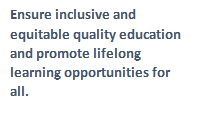 Ensure inclusive and
equitable quality education
and promote lifelong
learning opportunities for
all.